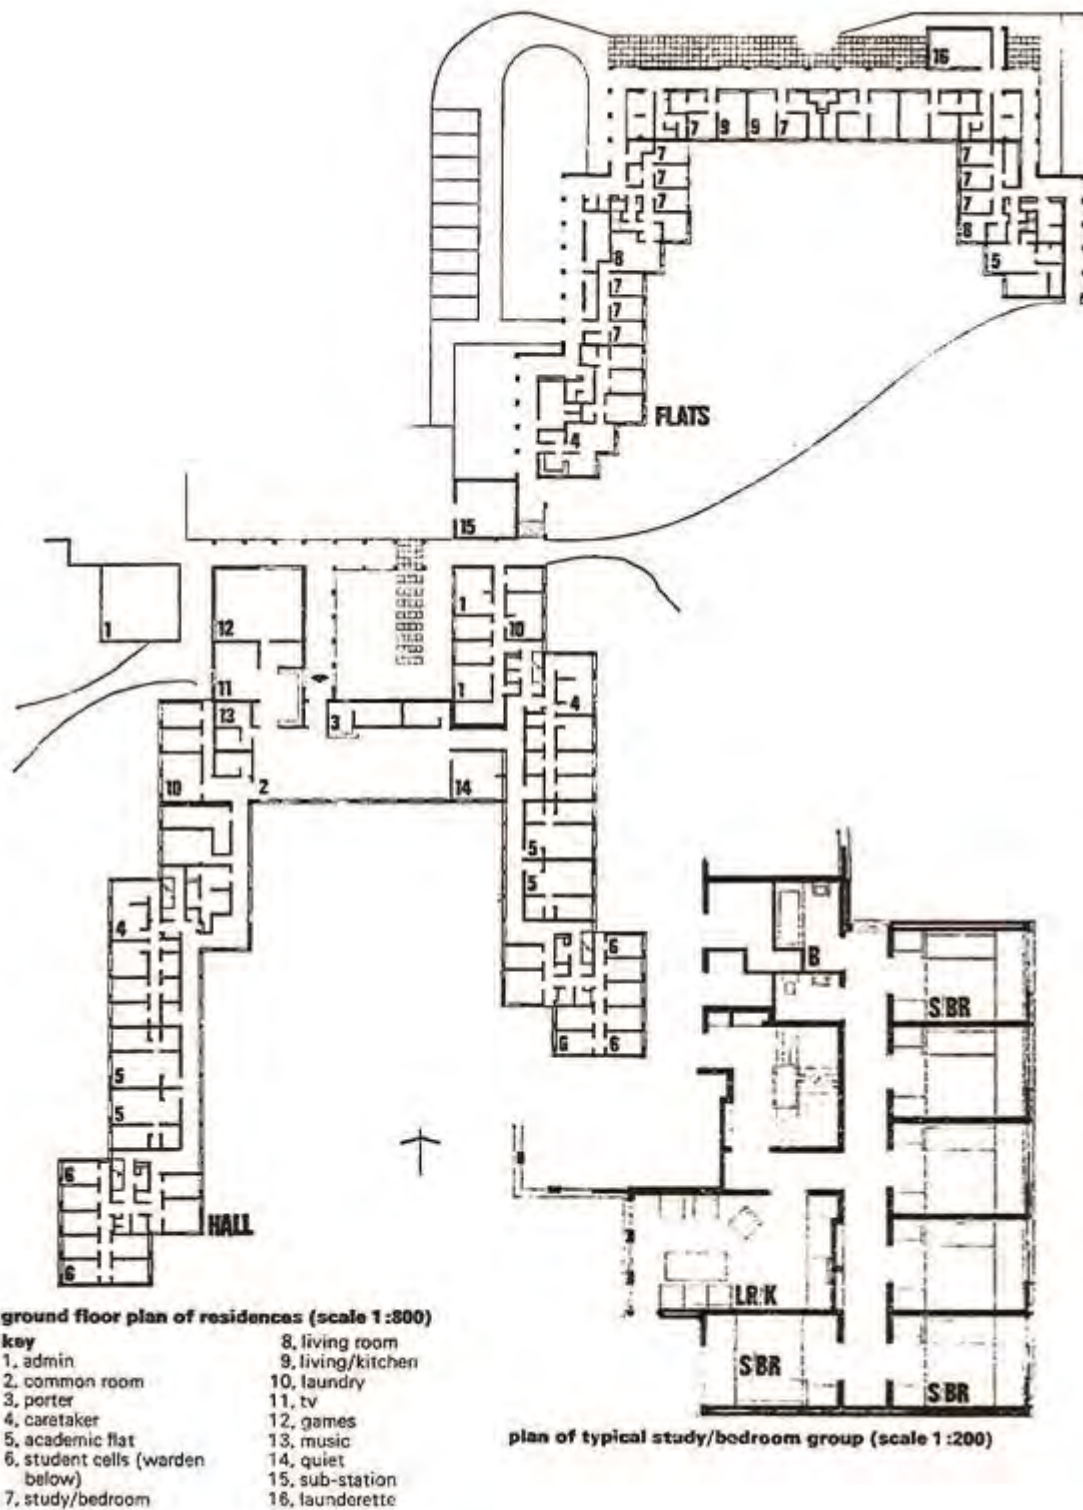 16
7
9
9
7
7
7
7
7
7
7
8
8
5
7
7
7
4
FLATS
15
1
12
1
10
11
1
4
13
3
10
2
14
5
5
4
6
6
6
5
5
6
6
HALL
B
S/BR
LR/K
S/BR
S/BR
ground floor plan of residences (scale 1:800)
key
1, admin
2, common room
3, porter
4, caretaker
5, academic flat
6, student cells (warden
below)
7, study/bedroom
8, living room
9, living/kitchen
10, laundry
11, tv
12, games
13, music
14, quiet
15, sub-station
16, launderette
plan of typical study/bedroom group (scale 1:200)